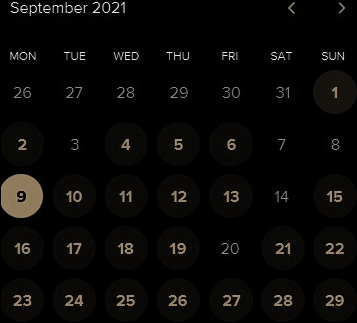 September 2021
MON TUE WED THU FRI SAT SUN
26 27 28 29 30 31 1
2 3 4 5 6 7 8
9 10 11 12 13 14 15
16 17 18 19 20 21 22
23 24 25 26 27 28 29